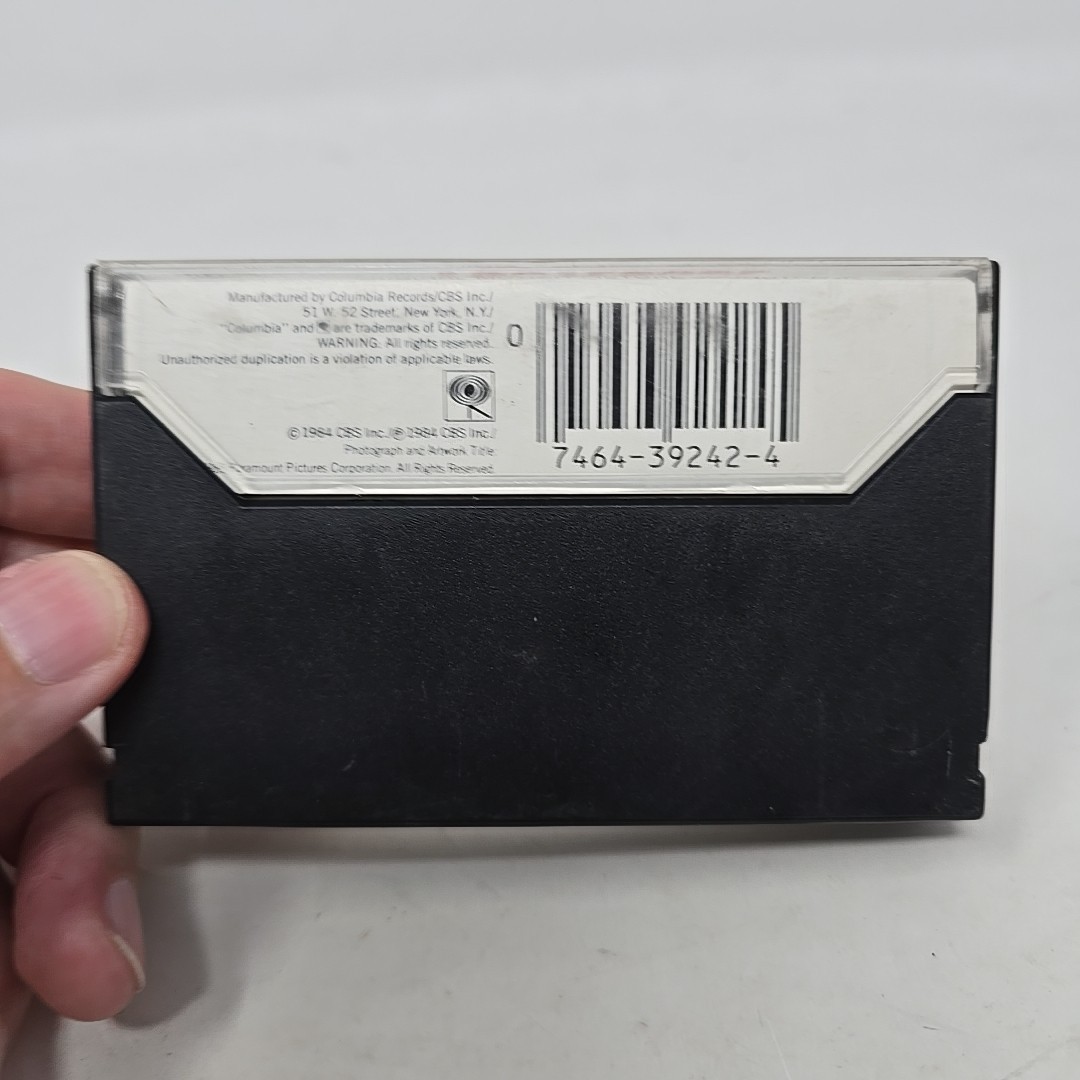 Manufactured by Columbia Records/CBS Inc./
51 W. 52 Street, New York, N.Y./
"Columbia" and are trademarks of CBS Inc./
WARNING: All rights reserved.
Unauthorized duplication is a violation of applicable laws.
© 1984 CBS Inc./℗ 1984 CBS Inc./
Photograph and Artwork Title
Pictures Corporation. All Rights Reserved.
0
7464-39242-4